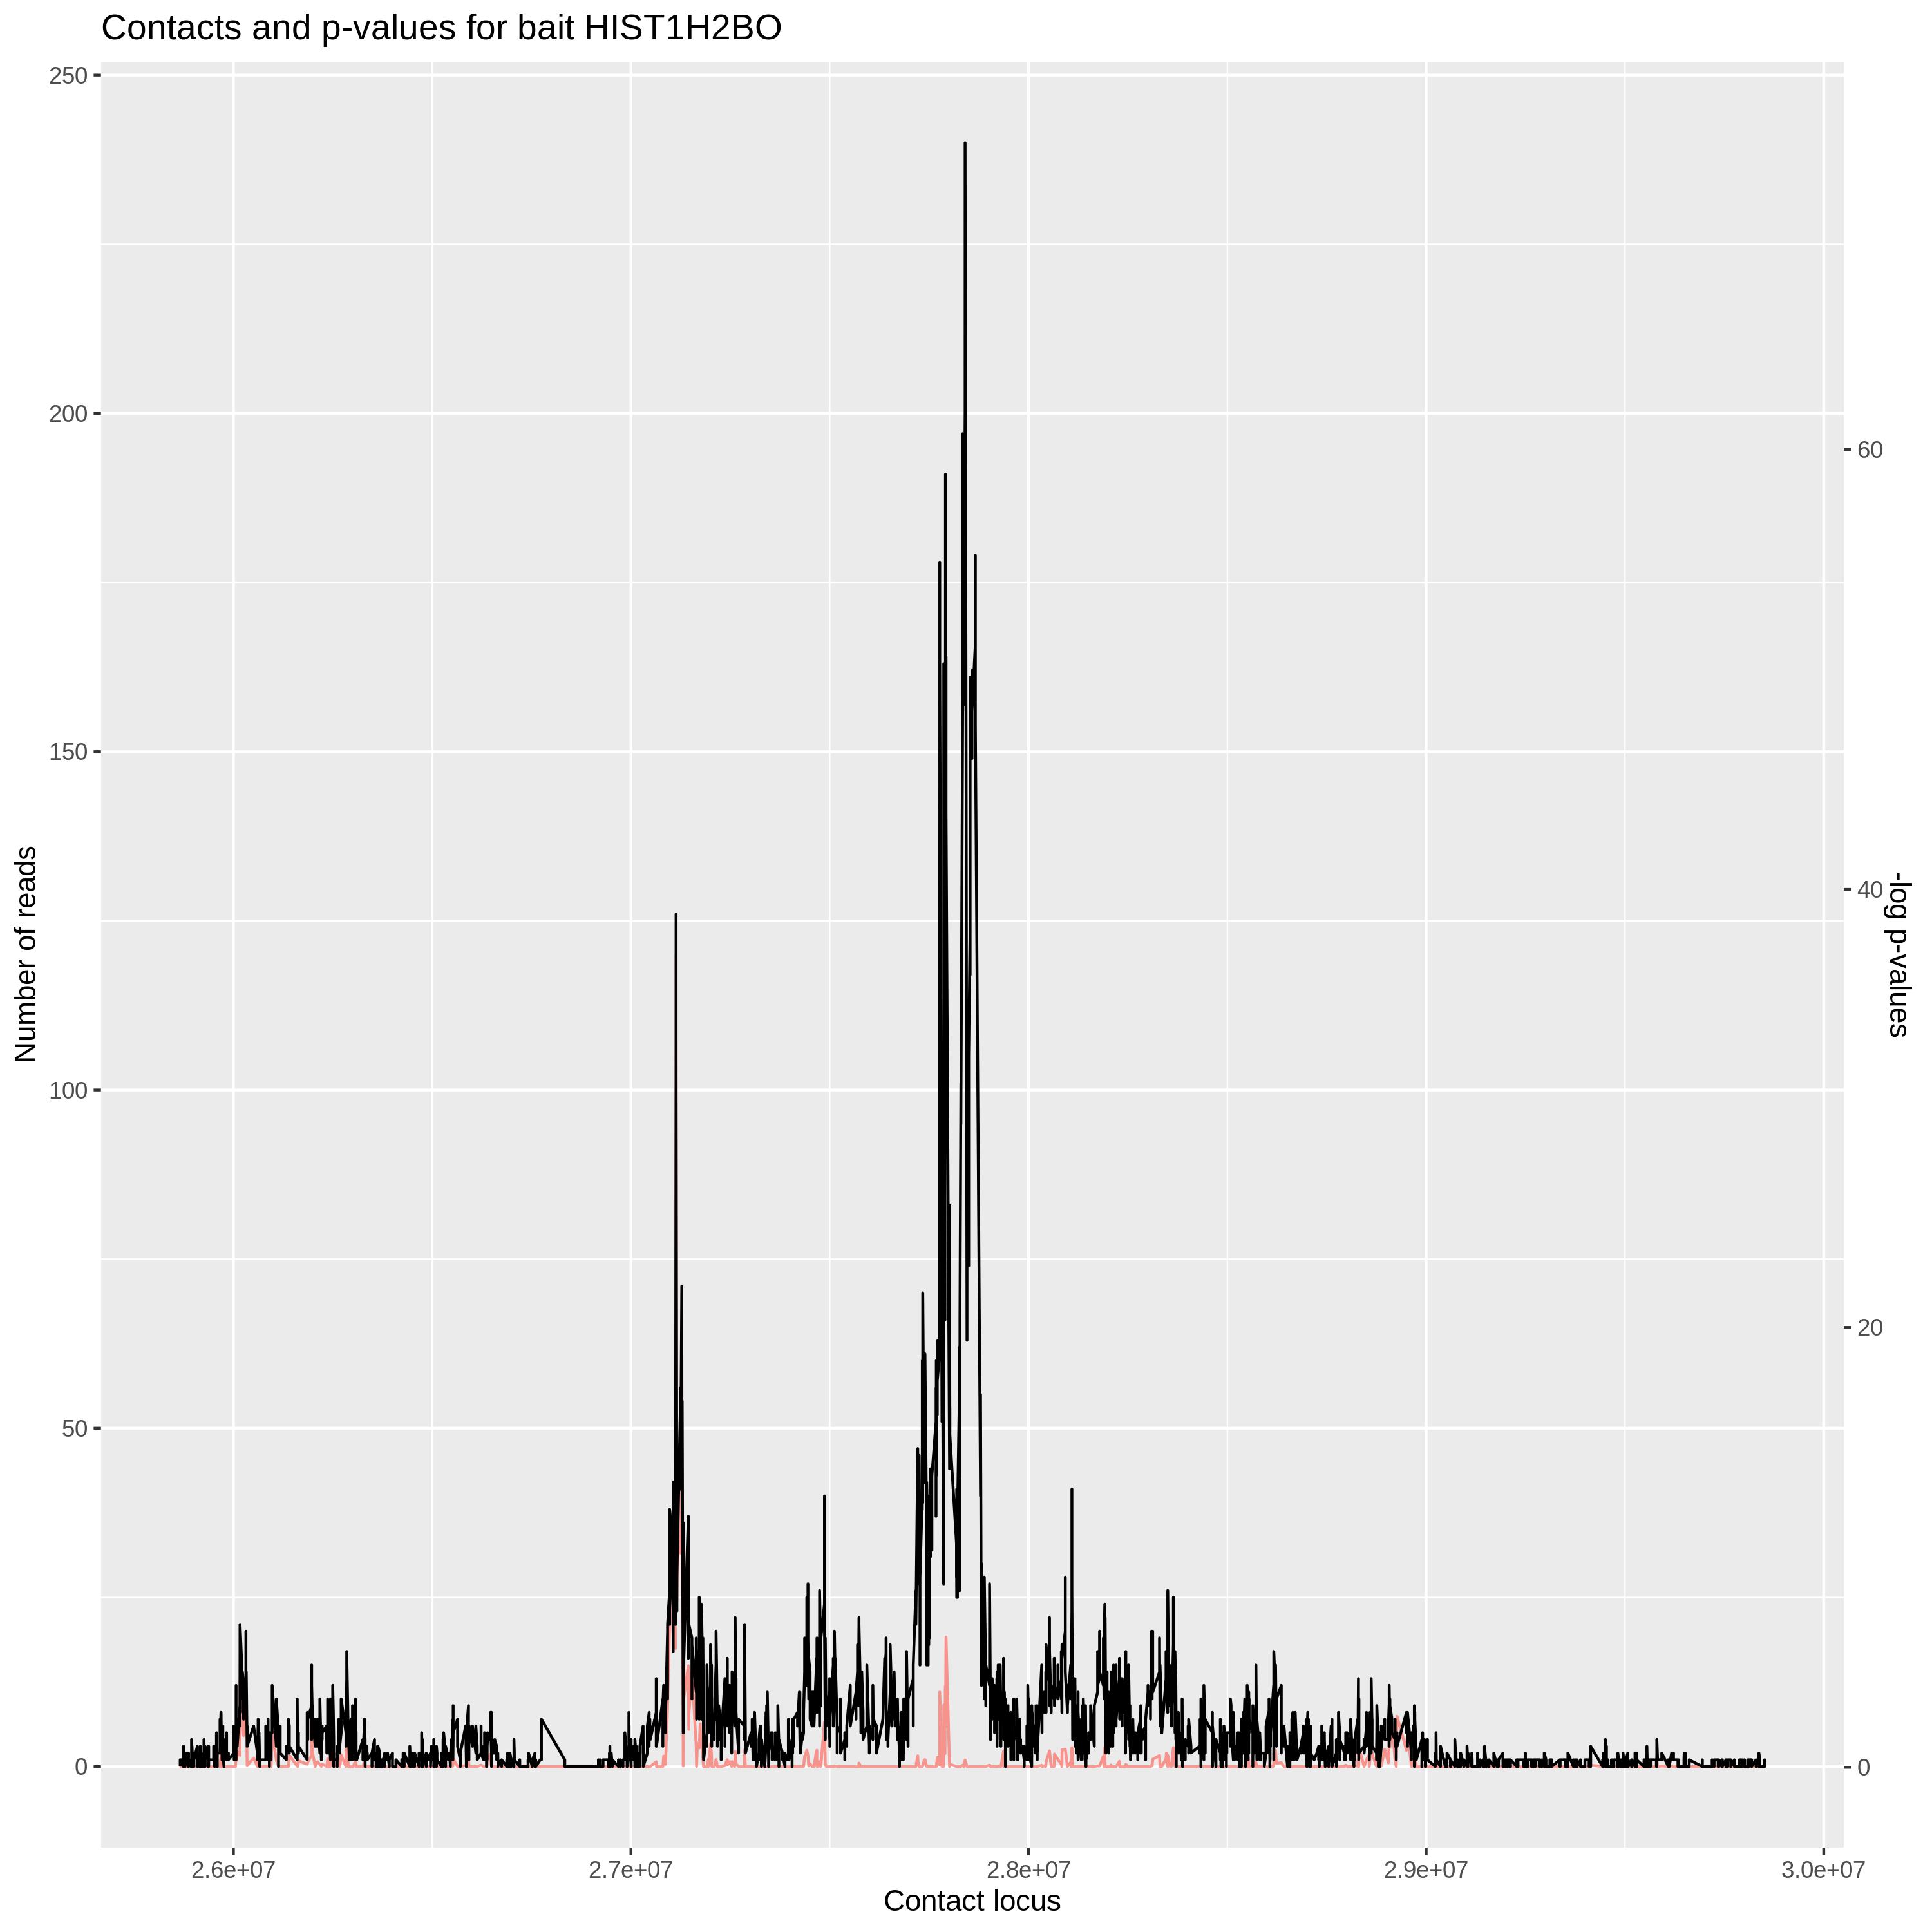 Contacts and p-values for bait HIST1H2BO
250
200
150
100
50
0
Number of reads
60
40
20
0
-log p-values
2.6e+07
2.7e+07
2.8e+07
2.9e+07
3.0e+07
Contact locus